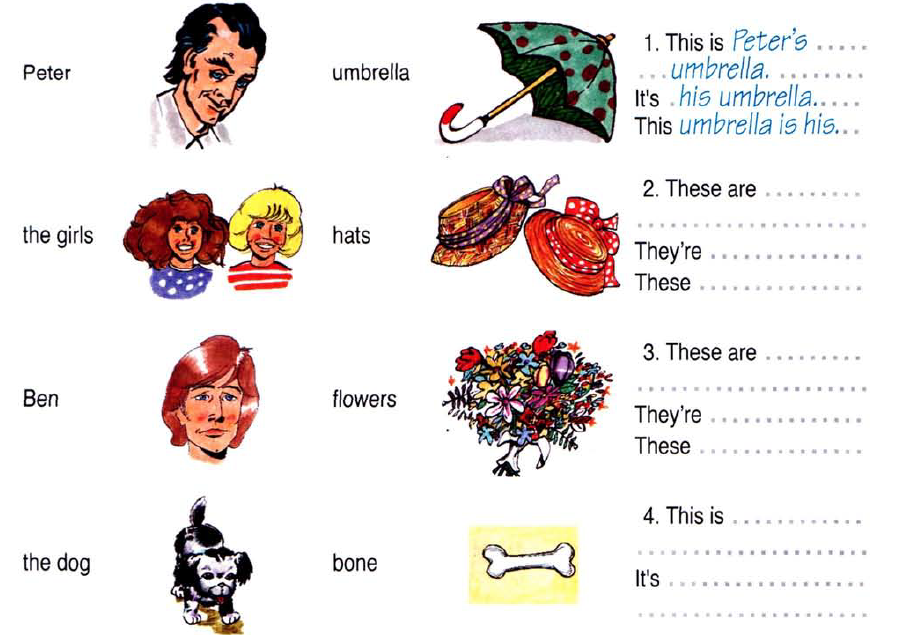 Peter
umbrella
1. This is Peter's ......
... umbrella. ........
It's . his umbrella......
This umbrella is his...
the girls
hats
2. These are ..........
........................
They're ................
These .................
Ben
flowers
3. These are ..........
........................
They're ................
These .................
the dog
bone
4. This is ..............
........................
It's .....................
........................